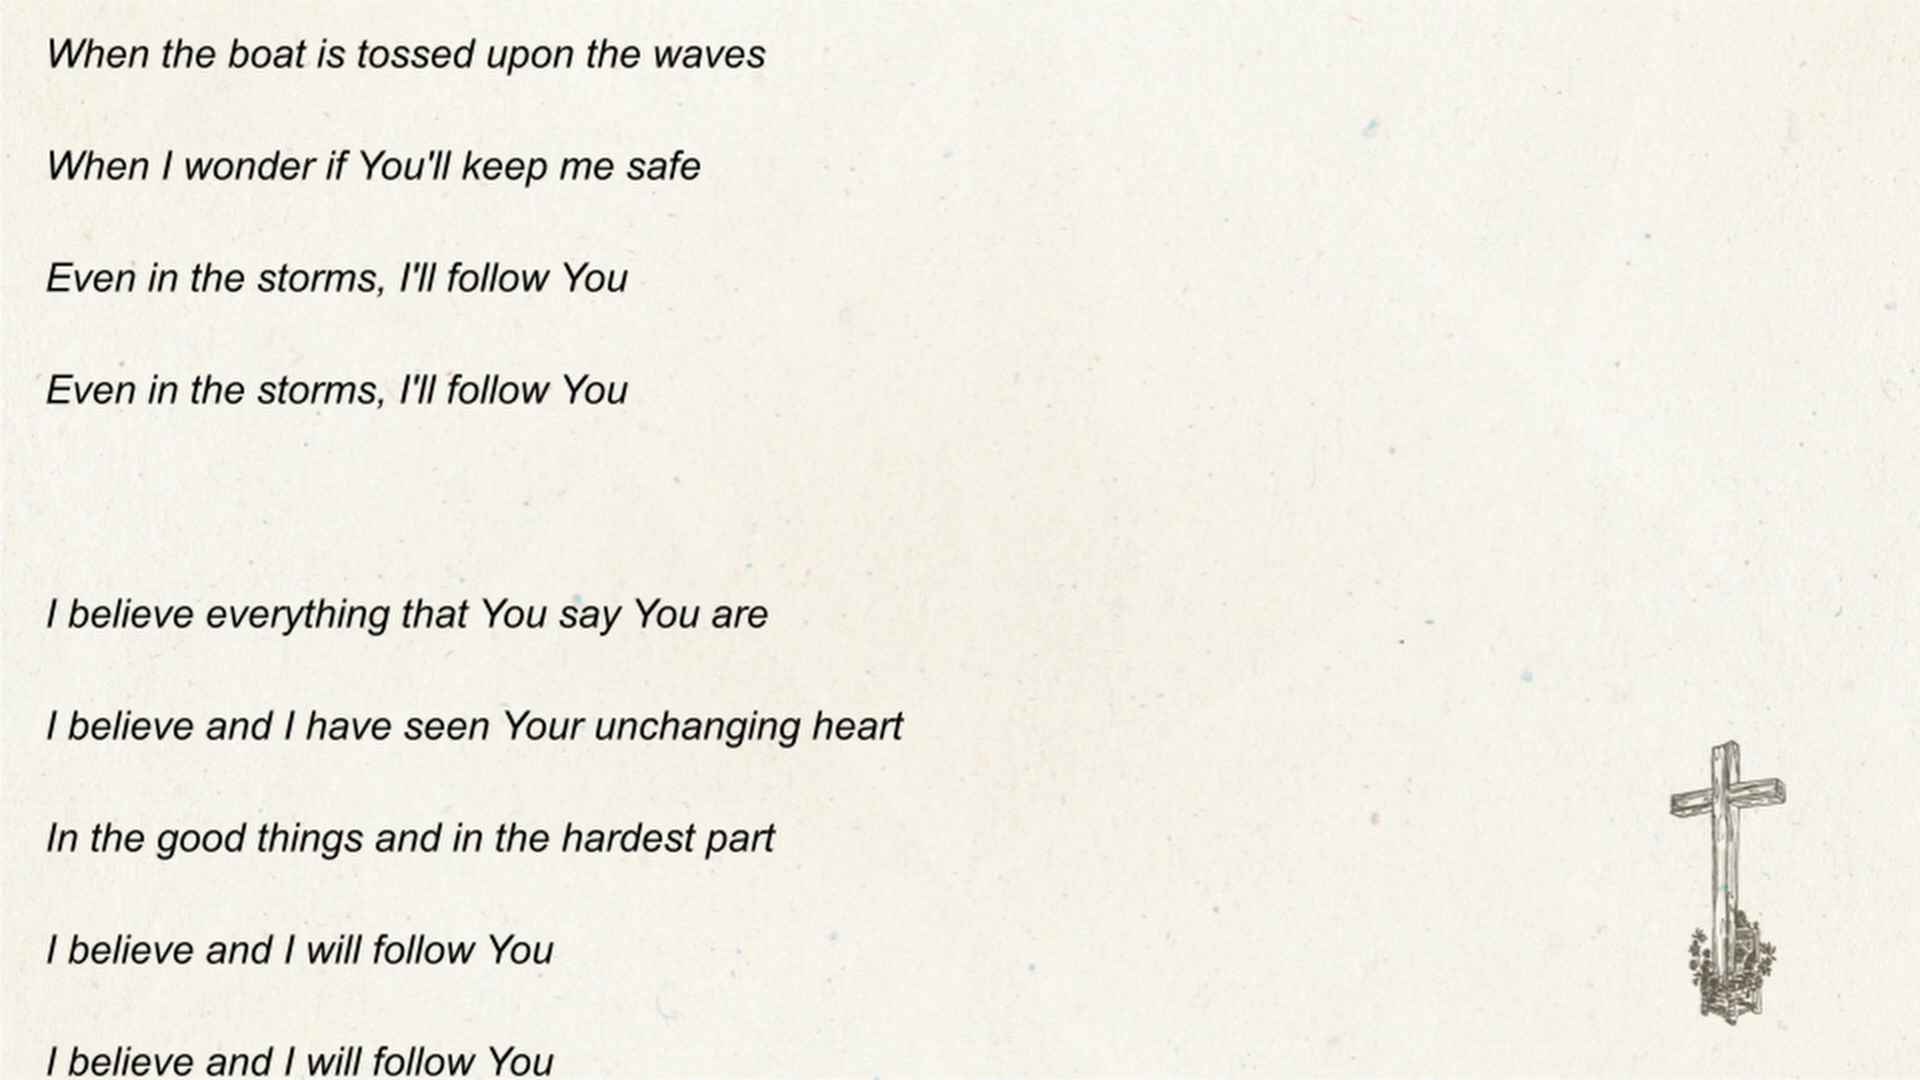 When the boat is tossed upon the waves
When I wonder if You'll keep me safe
Even in the storms, I'll follow You
Even in the storms, I'll follow You
I believe everything that You say You are
I believe and I have seen Your unchanging heart
In the good things and in the hardest part
I believe and I will follow You
I believe and I will follow You